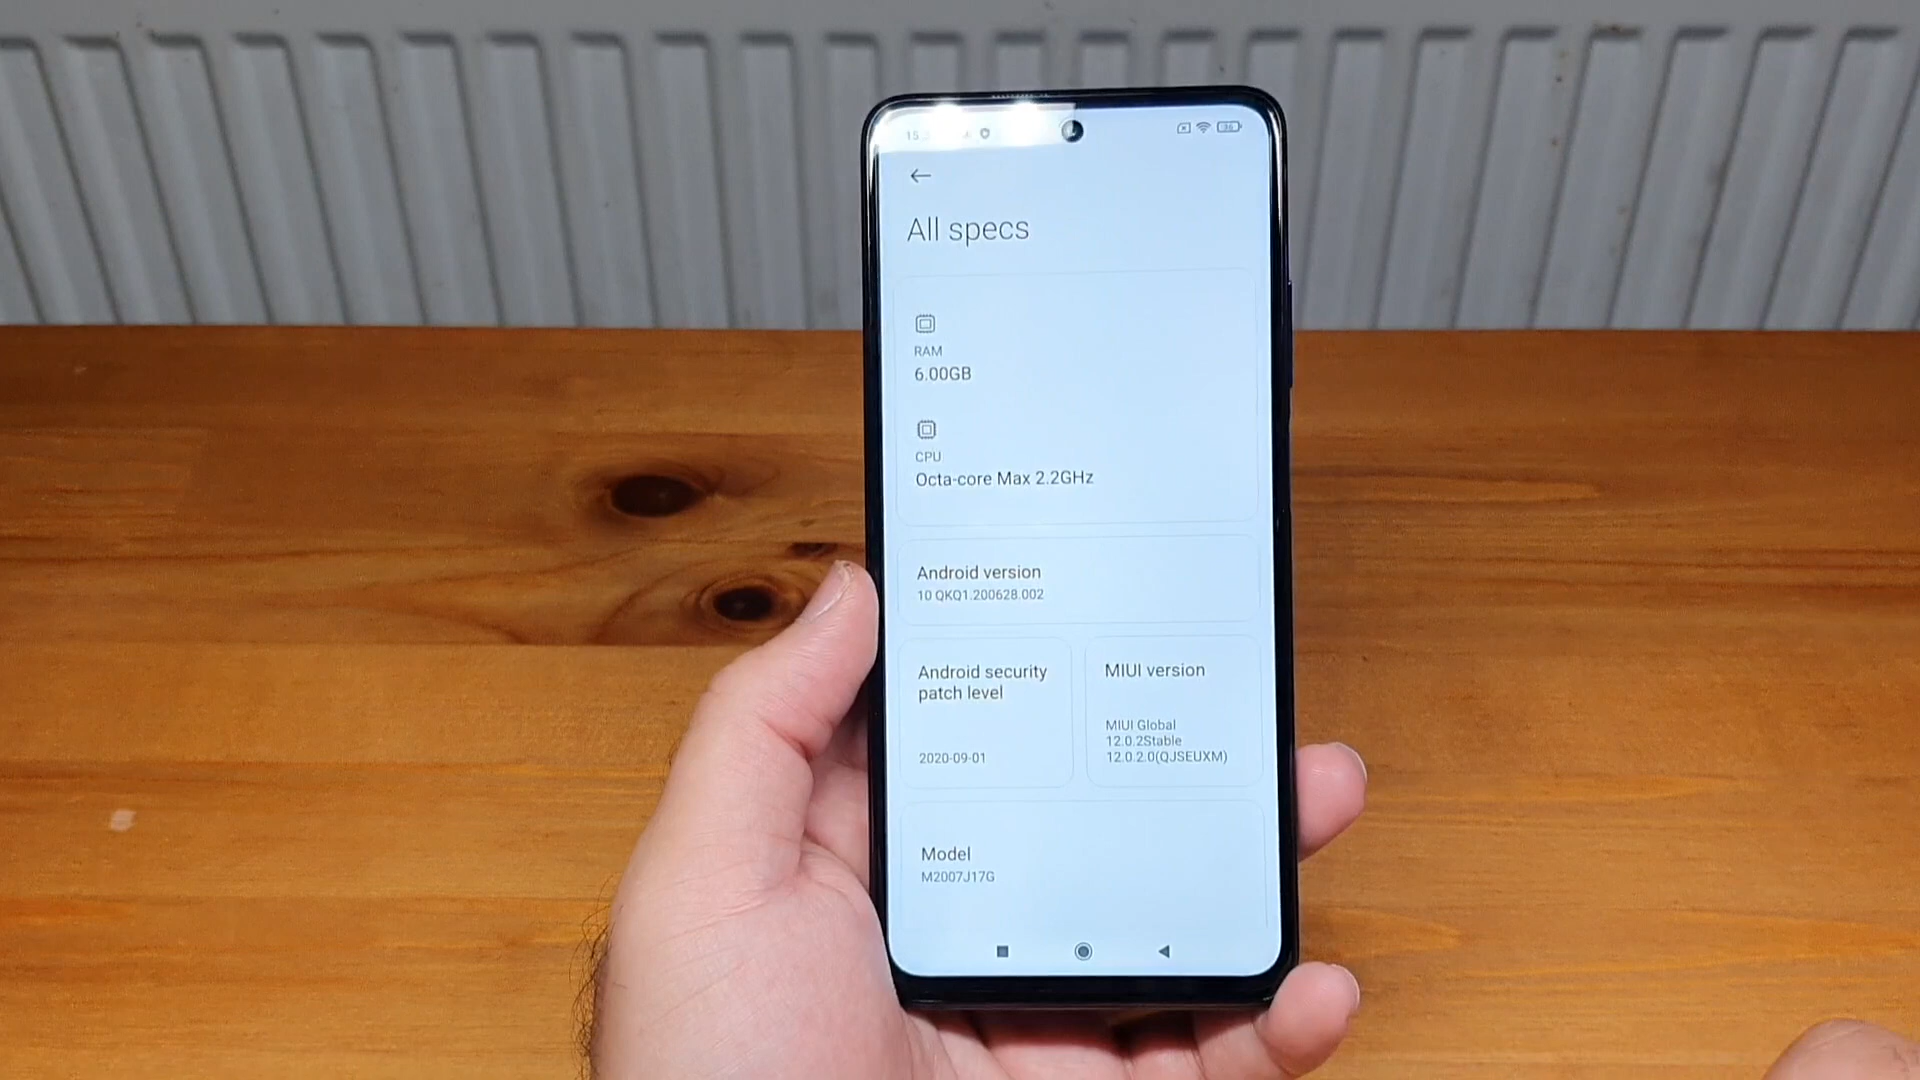 All specs
RAM
6.00GB
CPU
Octa-core Max 2.2GHz
Android version
10 QKQ1.200628.002
Android security
patch level
2020-09-01
MIUI version
MIUI Global
12.0.2Stable
12.0.2.0(QJSEUXM)
Model
M2007J17G